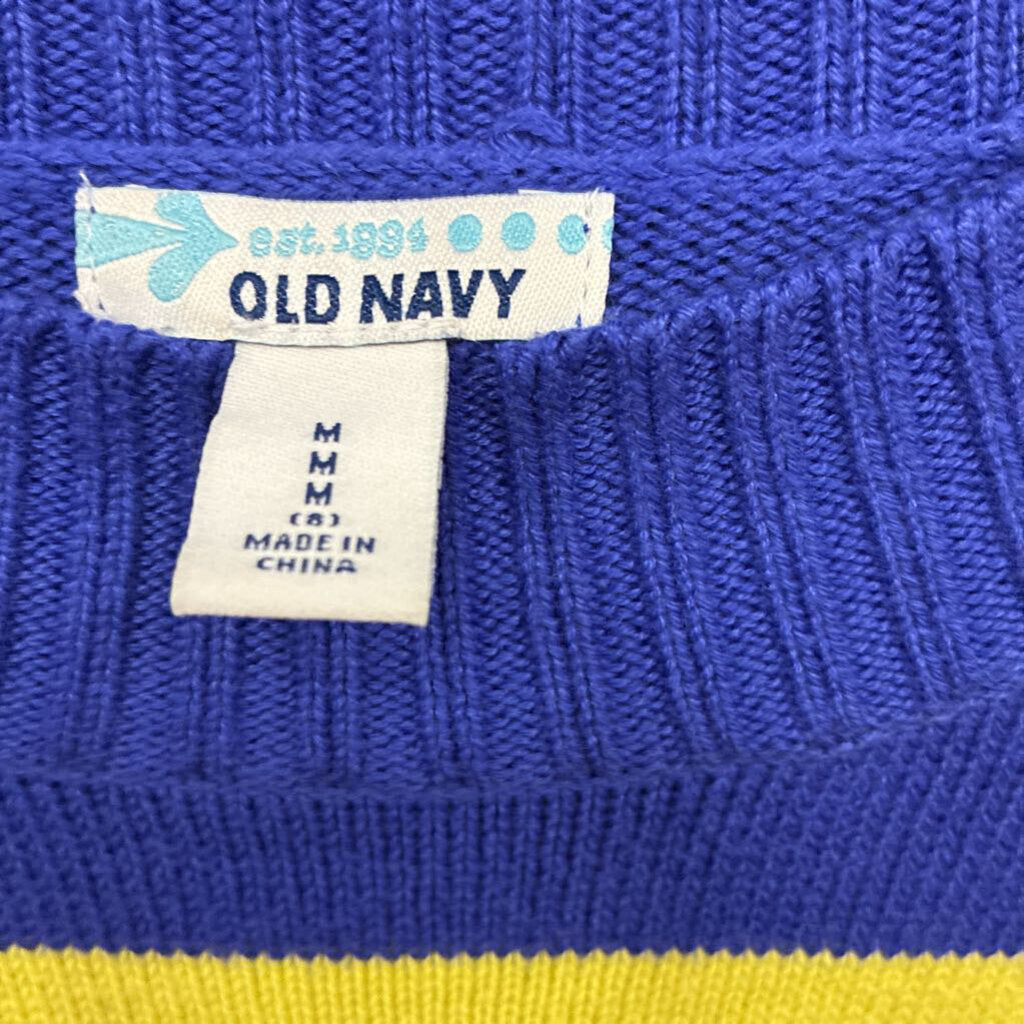 est. 1994
OLD NAVY
M
M
M
(8)
MADE IN
CHINA